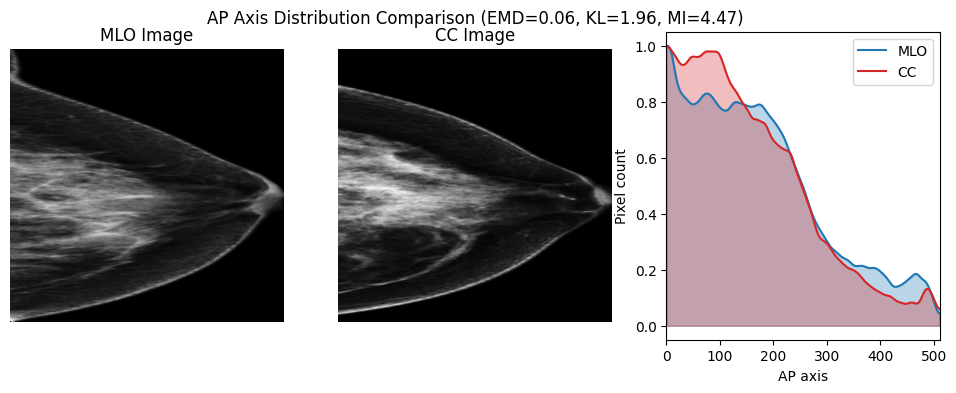 AP Axis Distribution Comparison (EMD=0.06, KL=1.96, MI=4.47)
MLO Image
CC Image
MLO
CC
Pixel count
1.0
0.8
0.6
0.4
0.2
0.0
0 100 200 300 400 500
AP axis